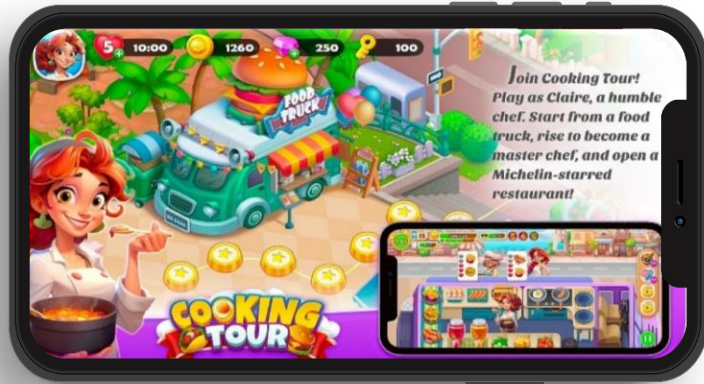 5 10:00 1260 250 100
Join Cooking Tour!
Play as Claire, a humble
chef. Start from a food
truck, rise to become a
master chef, and open a
Michelin-starred
restaurant!
FOOD
TRUCK
COOKING
TOUR